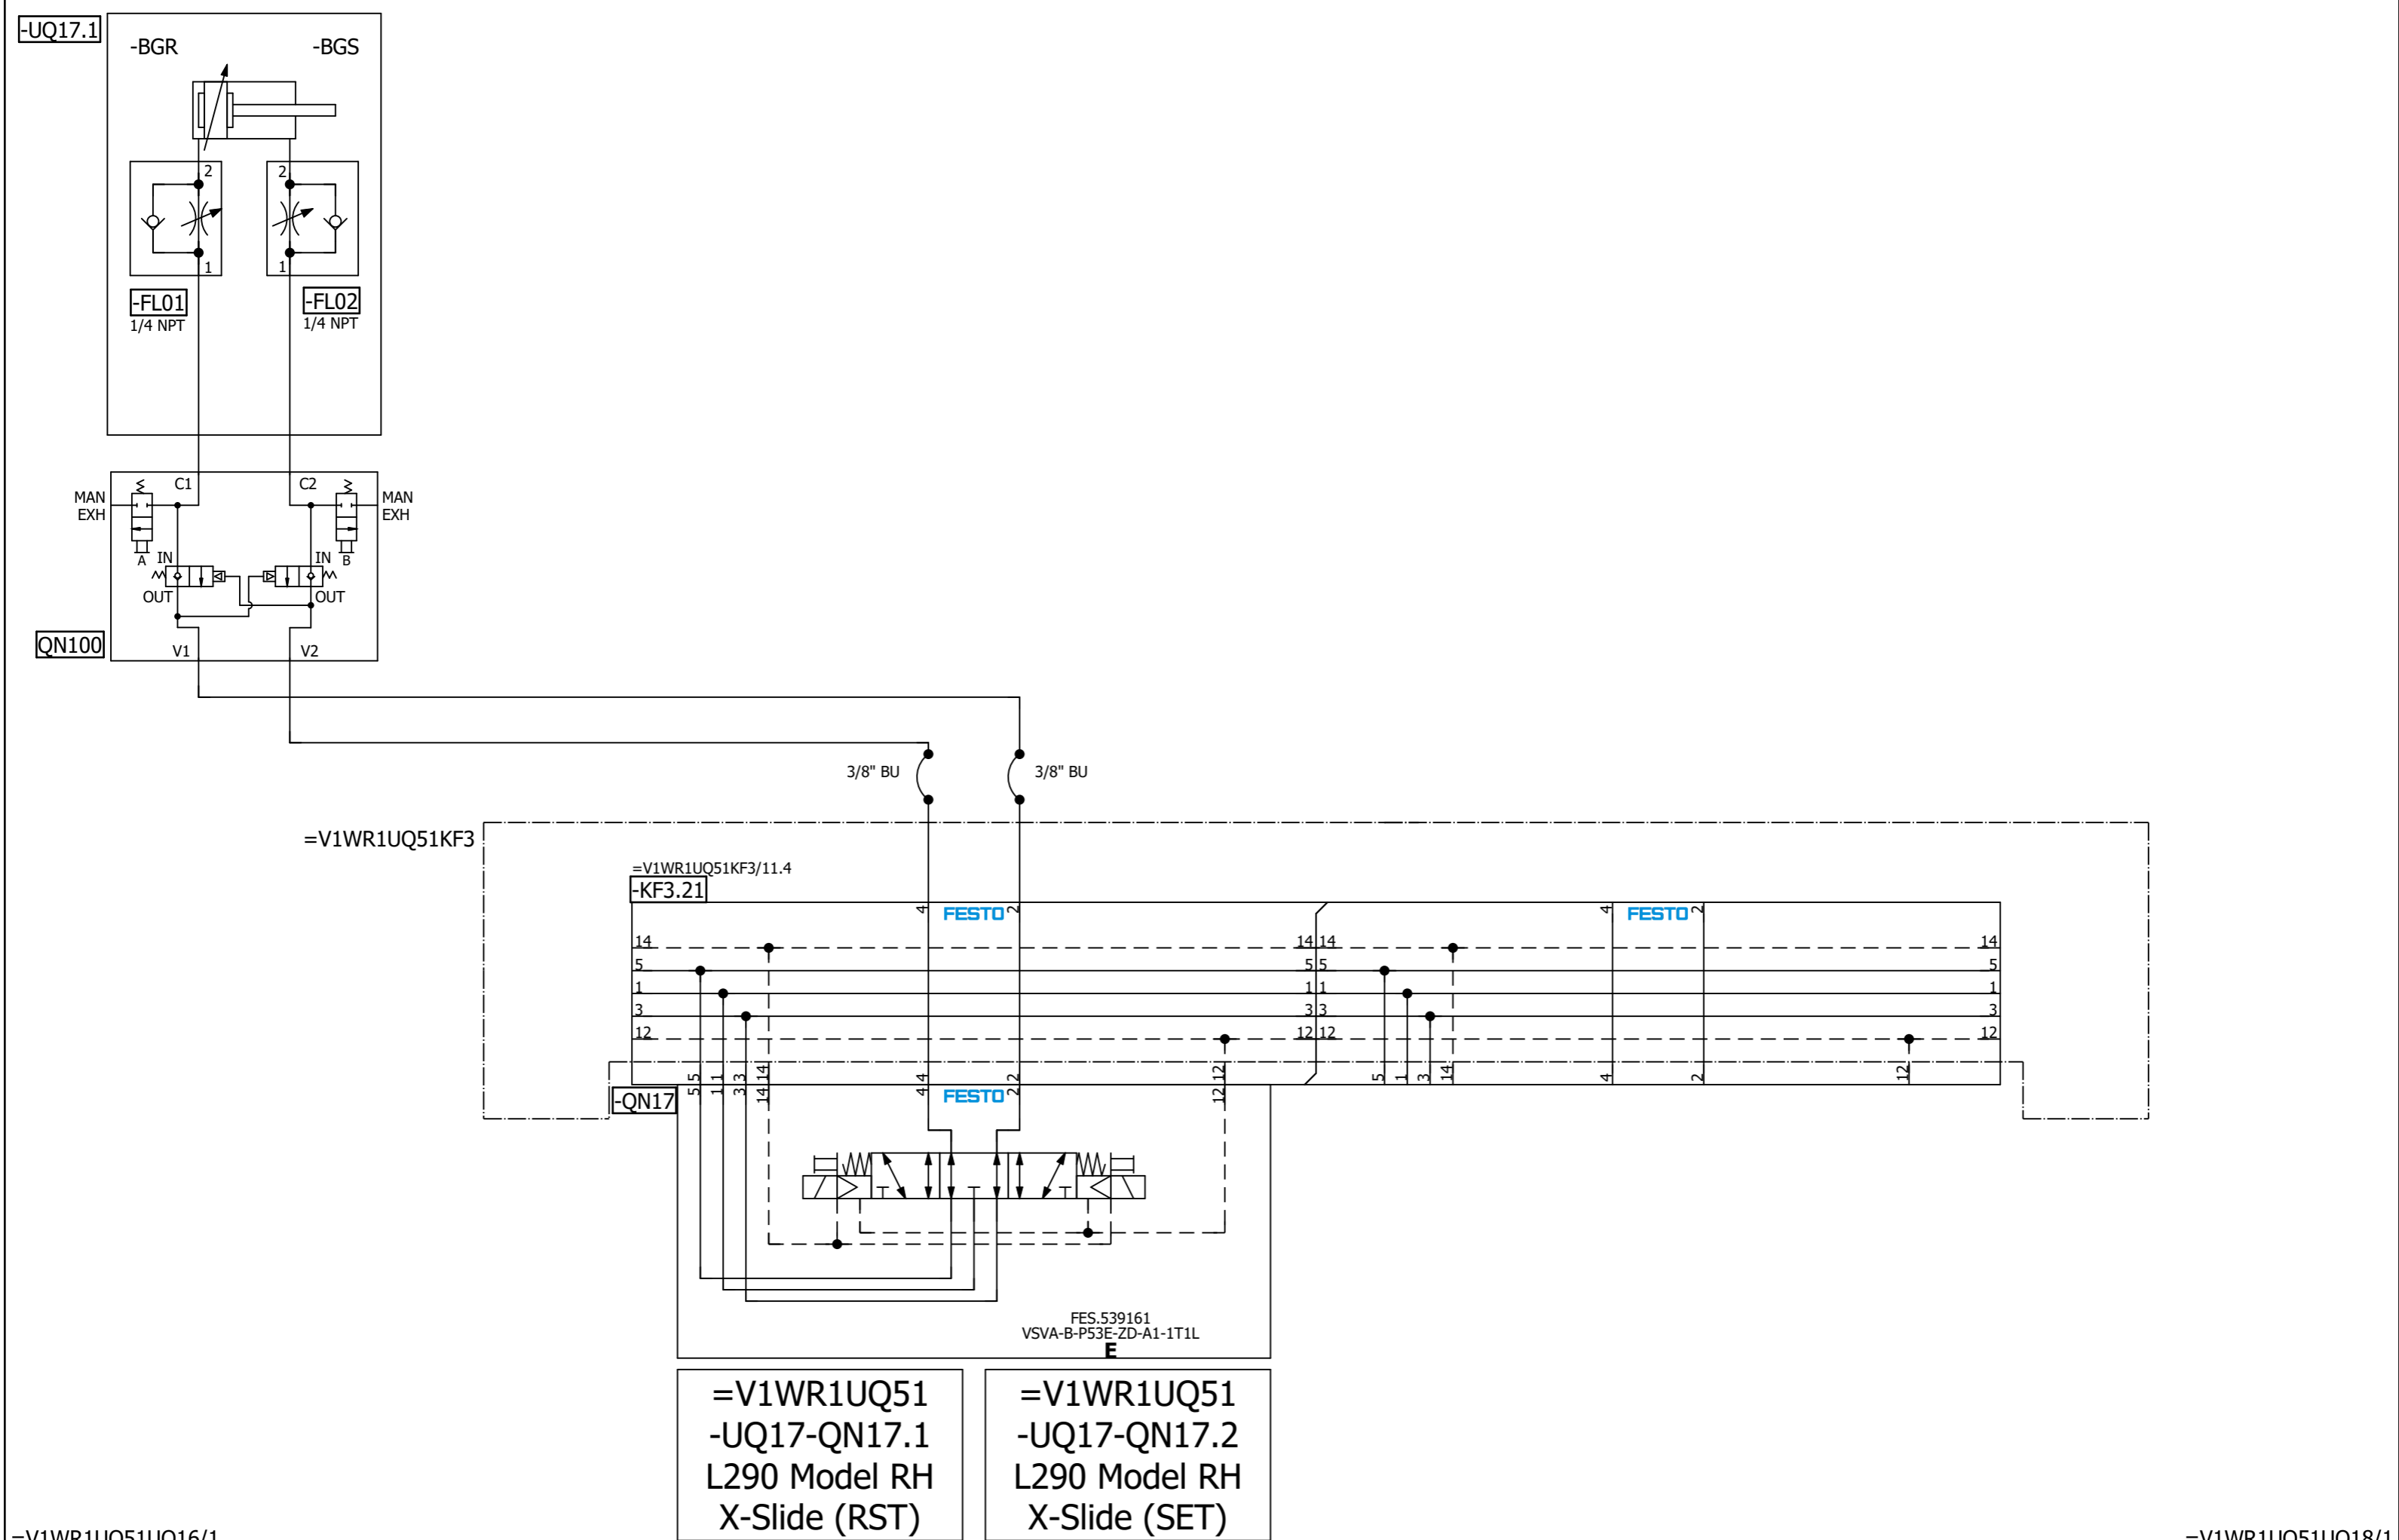 -UQ17.1
-BGR
-BGS
2
2
1
1
-FL01
1/4 NPT
-FL02
1/4 NPT
C1
C2
MAN
EXH
MAN
EXH
A
IN
IN
B
OUT
OUT
QN100
V1
V2
3/8" BU
3/8" BU
=V1WR1UQ51KF3
=V1WR1UQ51KF3/11.4
-KF3.21
4
FESTO
2
4
FESTO
2
14
14
14
14
5
5
5
5
1
1
1
1
3
3
3
3
12
12
12
12
5
1
3
14
4
2
12
5
1
3
14
4
2
12
-QN17
5
1
3
14
4
FESTO
2
12
FES.539161
VSVA-B-P53E-ZD-A1-1T1L
E
=V1WR1UQ51
-UQ17-QN17.1
L290 Model RH
X-Slide (RST)
=V1WR1UQ51
-UQ17-QN17.2
L290 Model RH
X-Slide (SET)
=V1WR1UQ51UQ16/1
=V1WR1UQ51UQ18/1